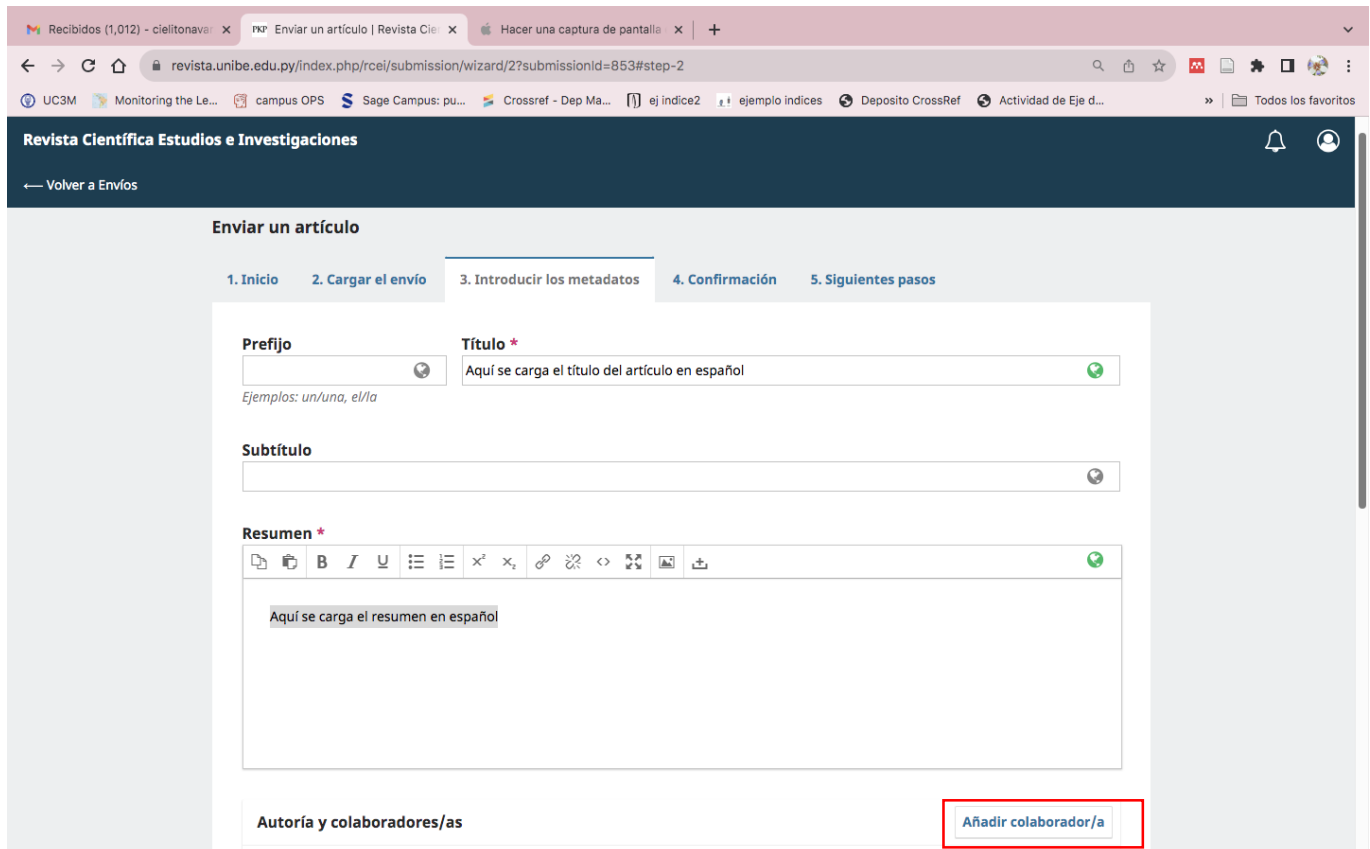 Recibidos (1,012) - cielitonavar
PKP Enviar un artículo | Revista Cie
Hacer una captura de pantalla
revista.unibe.edu.py/index.php/rcei/submission/wizard/2?submissionId=853#step-2
UC3M Monitoring the Le... campus OPS Sage Campus: pu... Crossref - Dep Ma... ej indice2 ejemplo indices Deposito CrossRef Actividad de Eje d... » Todos los favoritos
Revista Científica Estudios e Investigaciones
⟵ Volver a Envíos
Enviar un artículo
1. Inicio 2. Cargar el envío 3. Introducir los metadatos 4. Confirmación 5. Siguientes pasos
Prefijo Título *
Aquí se carga el título del artículo en español
Ejemplos: un/una, el/la
Subtítulo
Resumen *
Aquí se carga el resumen en español
Autoría y colaboradores/as Añadir colaborador/a